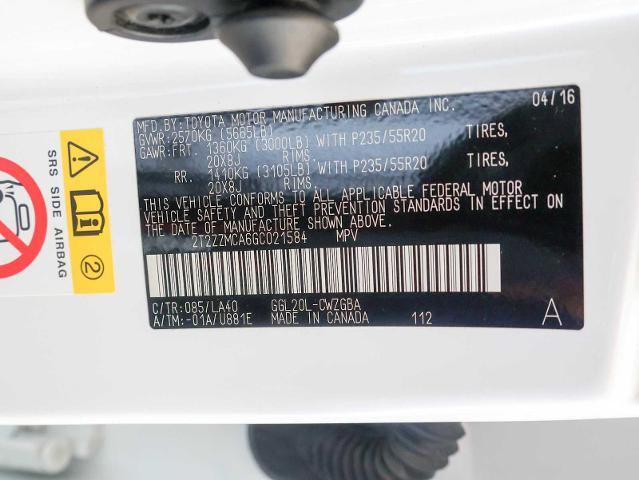 MFD.BY:TOYOTA MOTOR MANUFACTURING CANADA INC. 04/16
GVWR:2570KG (5665LB)
GAWR:FRT. 1360KG (3000LB) WITH P235/55R20 TIRES,
20X8J RIMS.
RR. 1410KG (3105LB) WITH P235/55R20 TIRES,
20X8J RIMS.
THIS VEHICLE CONFORMS TO ALL APPLICABLE FEDERAL MOTOR
VEHICLE SAFETY AND THEFT PREVENTION STANDARDS IN EFFECT ON
THE DATE OF MANUFACTURE SHOWN ABOVE.
2T2ZZMCA6GC021584 MPV
C/TR:085/LA40 GGL20L-CWZGBA
A/TM:-01A/U881E MADE IN CANADA 112 A
SRS SIDE AIRBAG
2